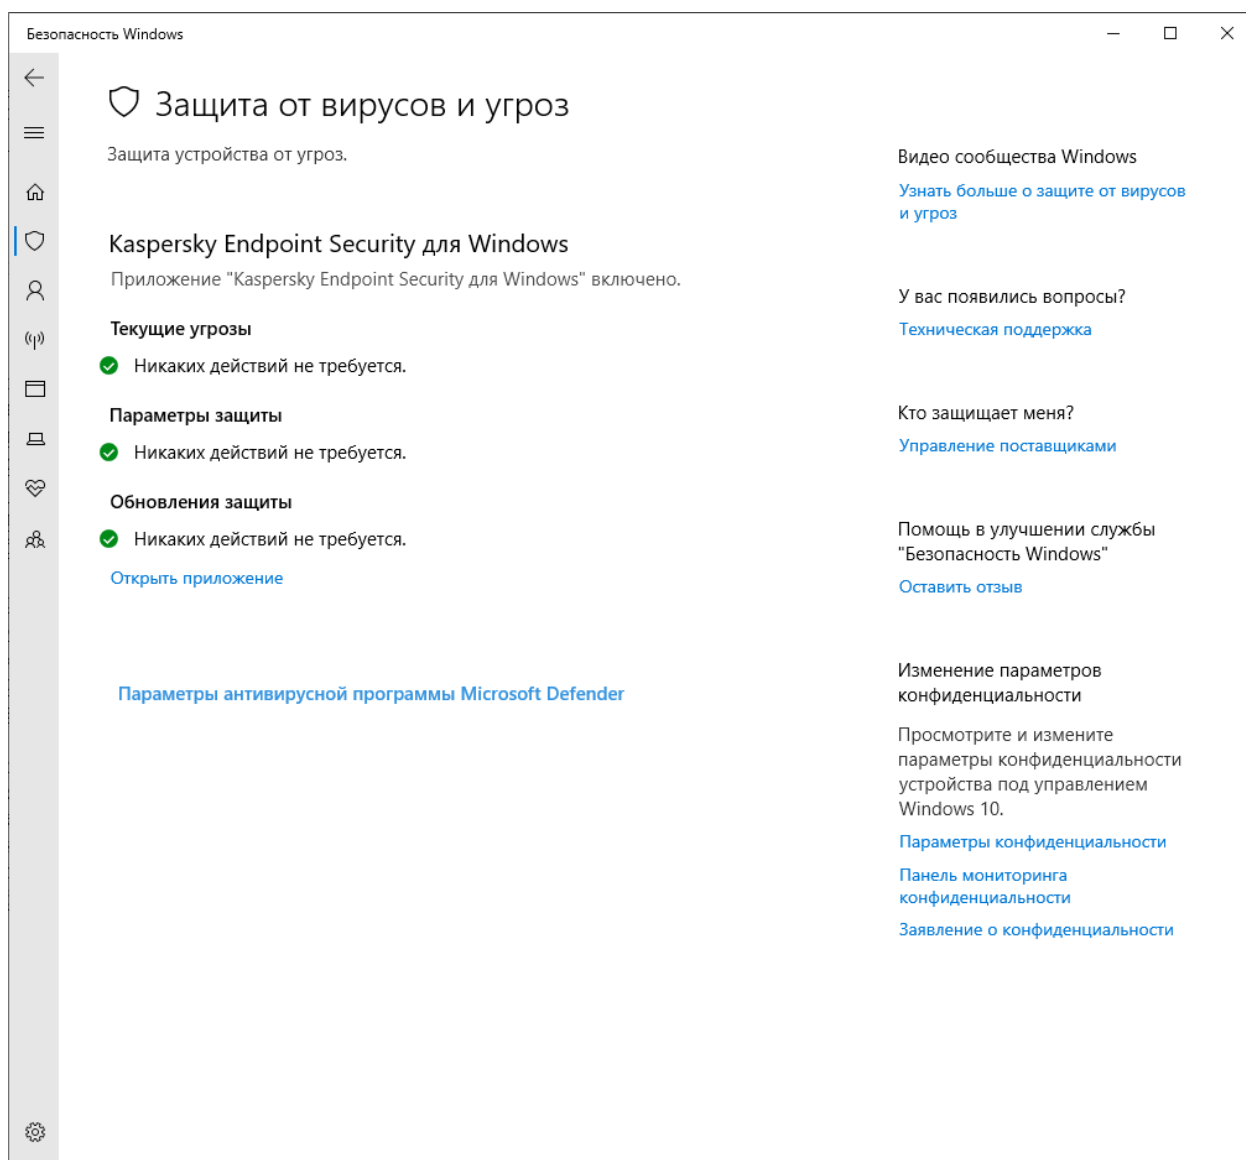 Безопасность Windows
Защита от вирусов и угроз
Защита устройства от угроз.
Kaspersky Endpoint Security для Windows
Приложение "Kaspersky Endpoint Security для Windows" включено.
Текущие угрозы
Никаких действий не требуется.
Параметры защиты
Никаких действий не требуется.
Обновления защиты
Никаких действий не требуется.
Открыть приложение
Параметры антивирусной программы Microsoft Defender
Видео сообщества Windows
Узнать больше о защите от вирусов
и угроз
У вас появились вопросы?
Техническая поддержка
Кто защищает меня?
Управление поставщиками
Помощь в улучшении службы
"Безопасность Windows"
Оставить отзыв
Изменение параметров
конфиденциальности
Просмотрите и измените
параметры конфиденциальности
устройства под управлением
Windows 10.
Параметры конфиденциальности
Панель мониторинга
конфиденциальности
Заявление о конфиденциальности